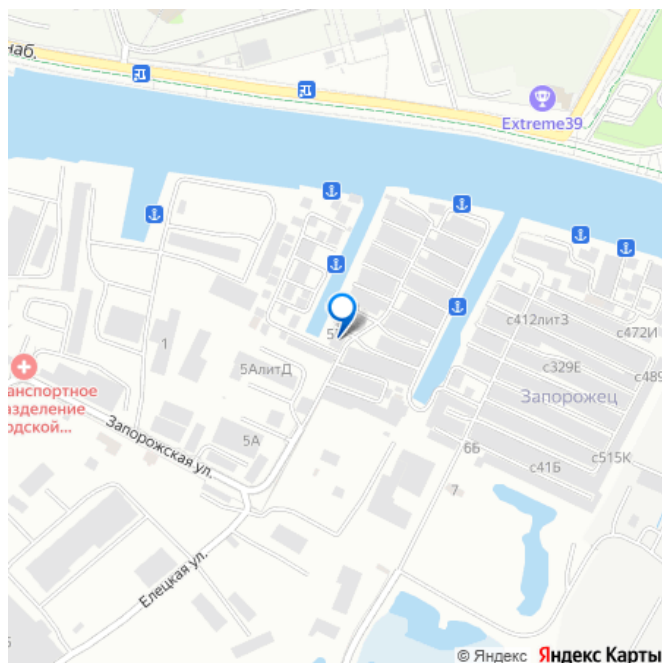 наб.
Extreme39
с412литЗ
с472И
с329Е
с489
1
5АлитД
Запорожец
анспортное
азделение
одской...
Запорожская ул.
5А
6Б
с41Б
с515К
7
Елецкая ул.
© Яндекс Яндекс Карты